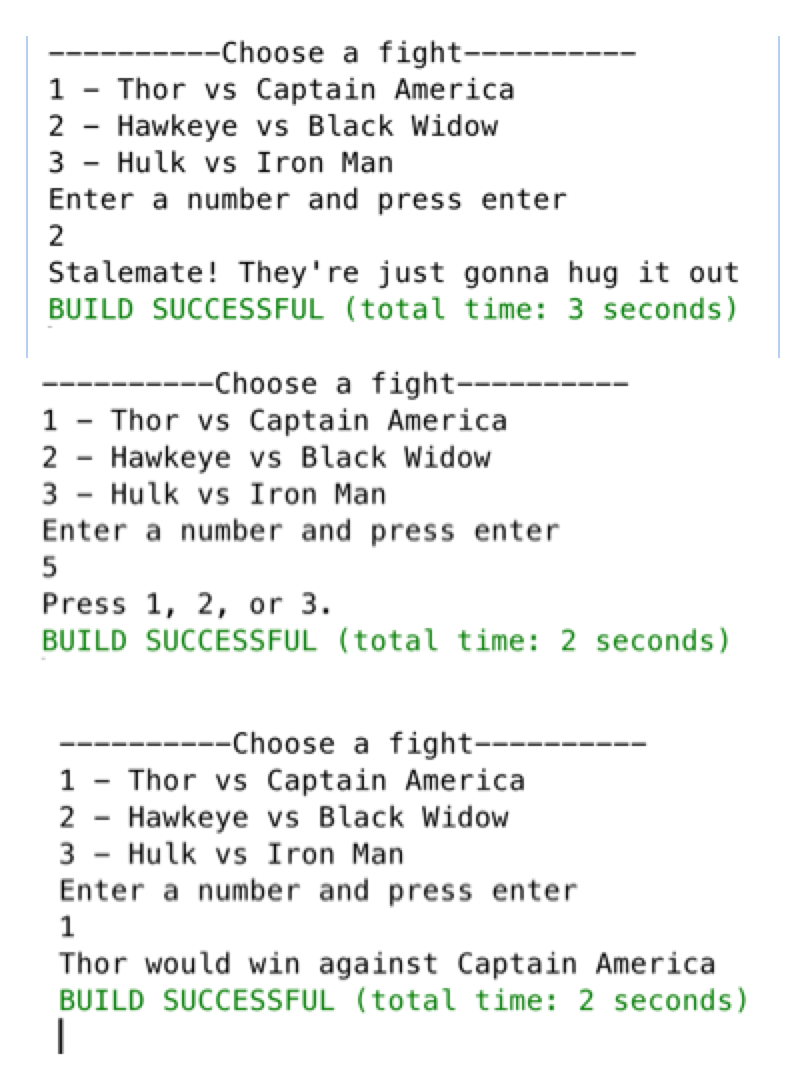 ----------Choose a fight----------
1 - Thor vs Captain America
2 - Hawkeye vs Black Widow
3 - Hulk vs Iron Man
Enter a number and press enter
2
Stalemate! They're just gonna hug it out
BUILD SUCCESSFUL (total time: 3 seconds)
----------Choose a fight----------
1 - Thor vs Captain America
2 - Hawkeye vs Black Widow
3 - Hulk vs Iron Man
Enter a number and press enter
5
Press 1, 2, or 3.
BUILD SUCCESSFUL (total time: 2 seconds)
----------Choose a fight----------
1 - Thor vs Captain America
2 - Hawkeye vs Black Widow
3 - Hulk vs Iron Man
Enter a number and press enter
1
Thor would win against Captain America
BUILD SUCCESSFUL (total time: 2 seconds)